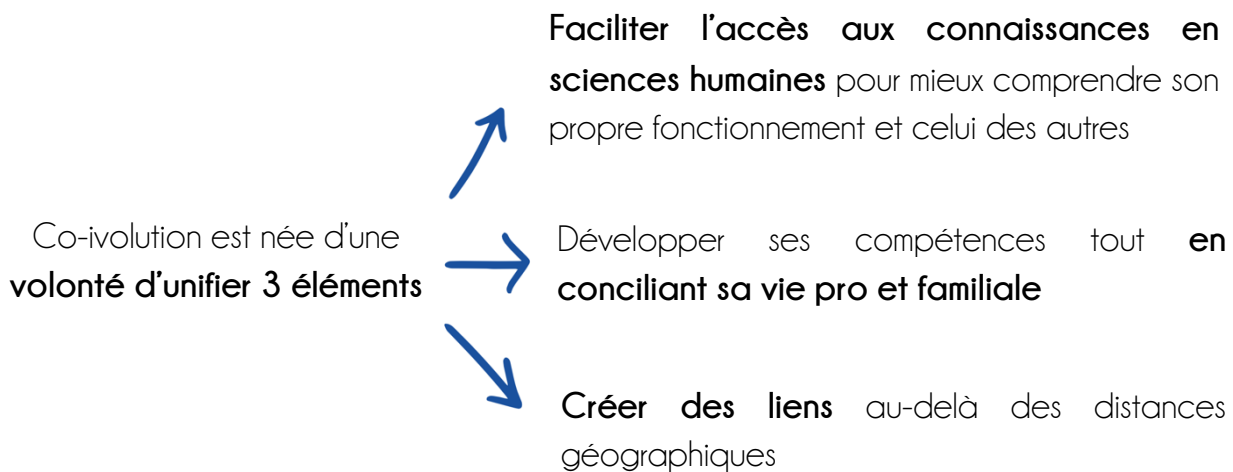 Faciliter l'accès aux connaissances en
sciences humaines pour mieux comprendre son
propre fonctionnement et celui des autres
Co-ivolution est née d'une
volonté d'unifier 3 éléments
Développer ses compétences tout en
conciliant sa vie pro et familiale
Créer des liens au-delà des distances
géographiques